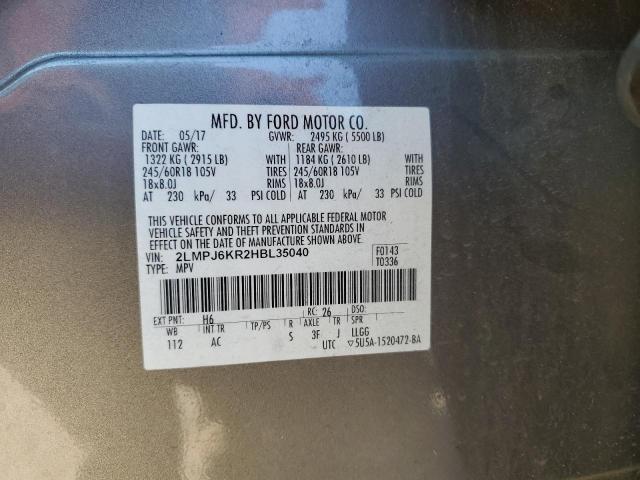 MFD. BY FORD MOTOR CO.
DATE: 05/17 GVWR: 2495 KG ( 5500 LB)
FRONT GAWR: REAR GAWR:
1322 KG ( 2915 LB) WITH 1184 KG ( 2610 LB) WITH
245/60R18 105V TIRES 245/60R18 105V TIRES
18x8.0J RIMS 18x8.0J RIMS
AT 230 kPa/ 33 PSI COLD AT 230 kPa/ 33 PSI COLD
THIS VEHICLE CONFORMS TO ALL APPLICABLE FEDERAL MOTOR
VEHICLE SAFETY AND THEFT PREVENTION STANDARDS IN
EFFECT ON THE DATE OF MANUFACTURE SHOWN ABOVE.
VIN: 2LMPJ6KR2HBL35040 F0143
TYPE: MPV T0336
EXT PNT: H6 RC: 26 DSO:
WB INT TR TP/PS R AXLE TR SPR
112 AC S 3F J LLGG
UTC ▽5U5A-1520472-BA